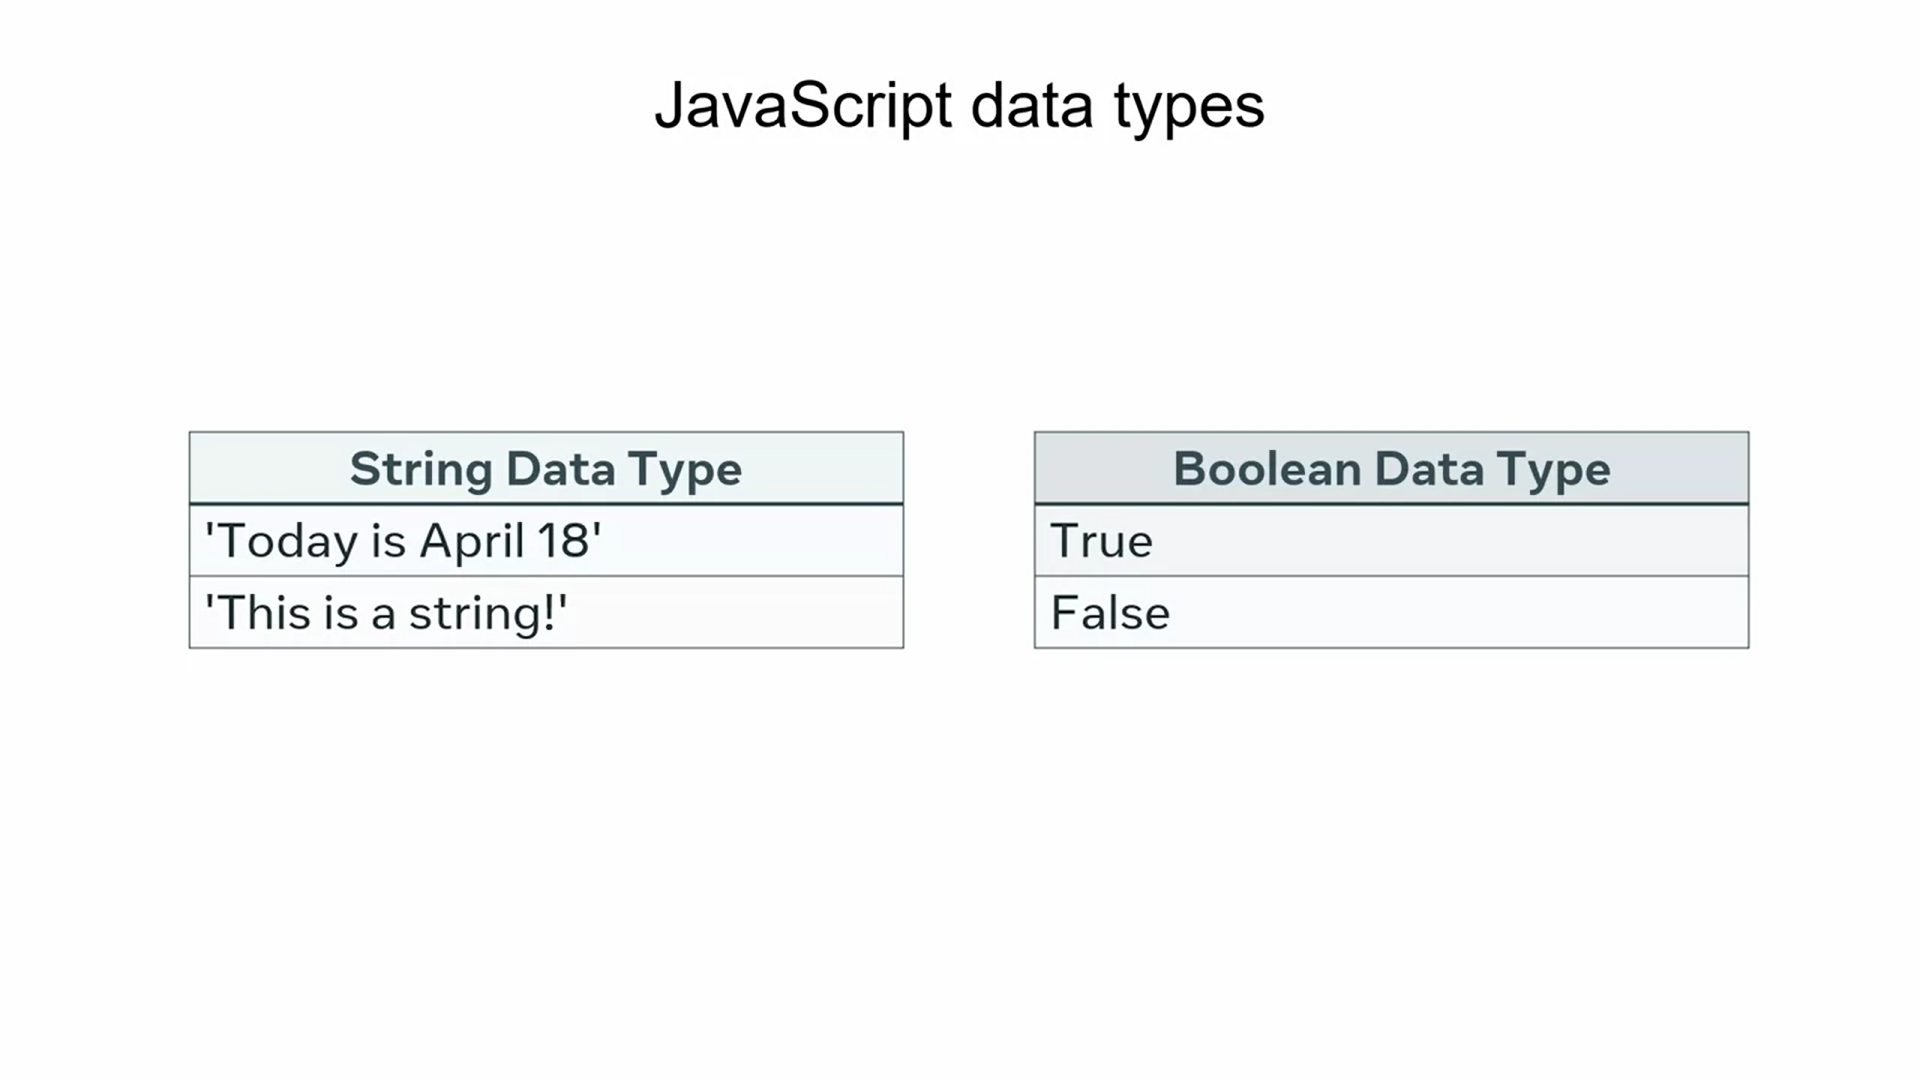 JavaScript data types
String Data Type
'Today is April 18'
'This is a string!'
Boolean Data Type
True
False